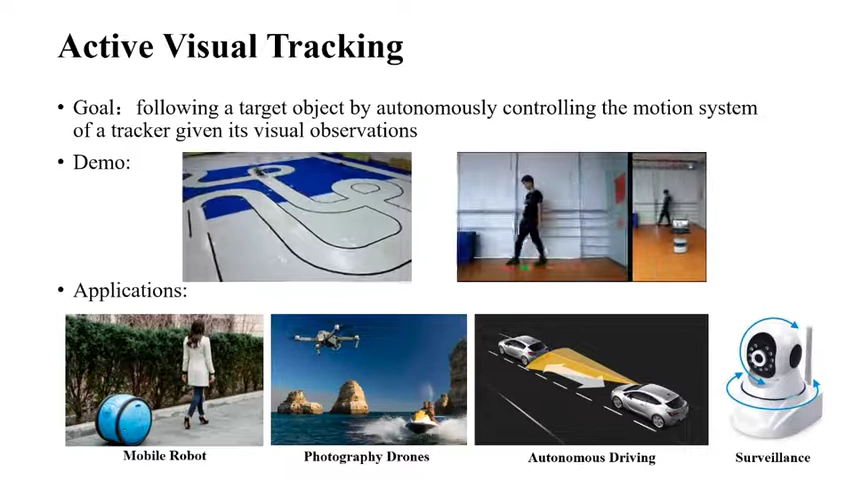 Active Visual Tracking
• Goal：following a target object by autonomously controlling the motion system
of a tracker given its visual observations
• Demo:
• Applications:
Mobile Robot
Photography Drones
Autonomous Driving
Surveillance